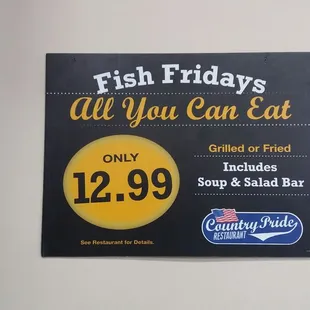 Fish Fridays
All You Can Eat
ONLY
12.99
Grilled or Fried
Includes
Soup & Salad Bar
See Restaurant for Details.
Country Pride
RESTAURANT